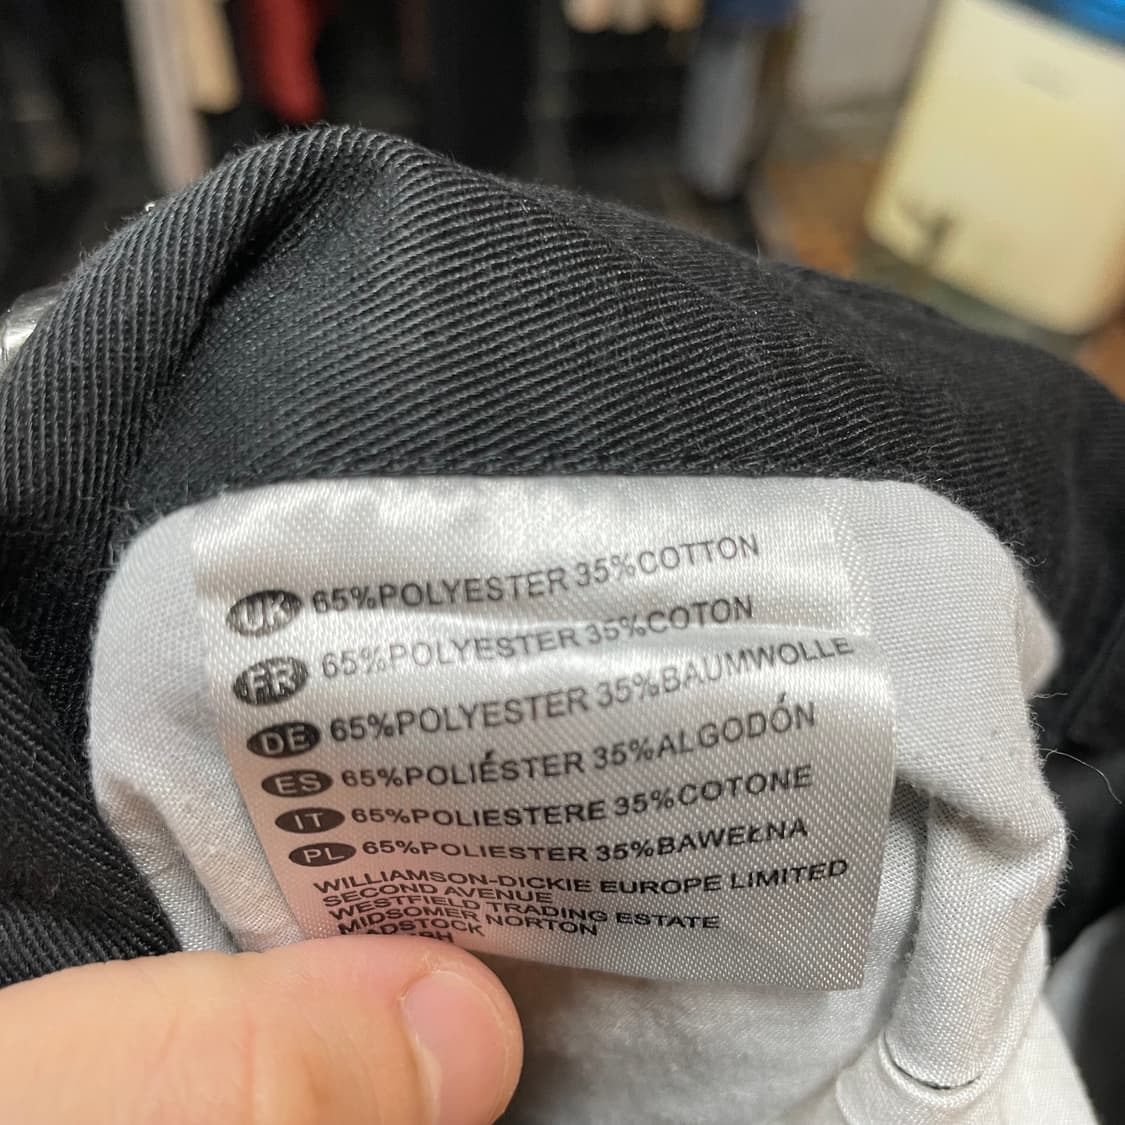 UK 65%POLYESTER 35%COTTON
FR 65%POLYESTER 35%COTON
DE 65%POLYESTER 35%BAUMWOLLE
ES 65%POLIÉSTER 35%ALGODÓN
IT 65%POLIESTERE 35%COTONE
PL 65%POLIESTER 35%BAWEŁNA
WILLIAMSON-DICKIE EUROPE LIMITED
SECOND AVENUE
WESTFIELD TRADING ESTATE
MIDSOMER NORTON